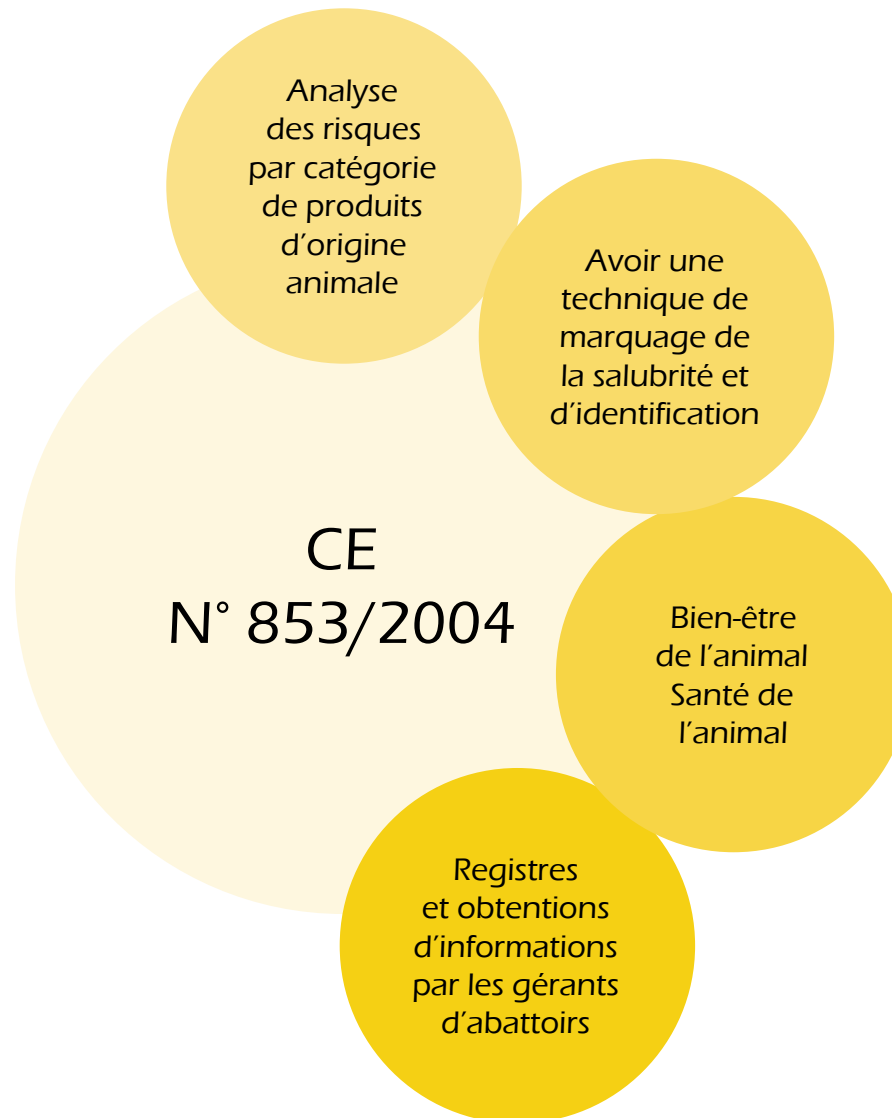 Analyse
des risques
par catégorie
de produits
d'origine
animale
Avoir une
technique de
marquage de
la salubrité et
d'identification
CE
N° 853/2004
Bien-être
de l'animal
Santé de
l'animal
Registres
et obtentions
d'informations
par les gérants
d'abattoirs